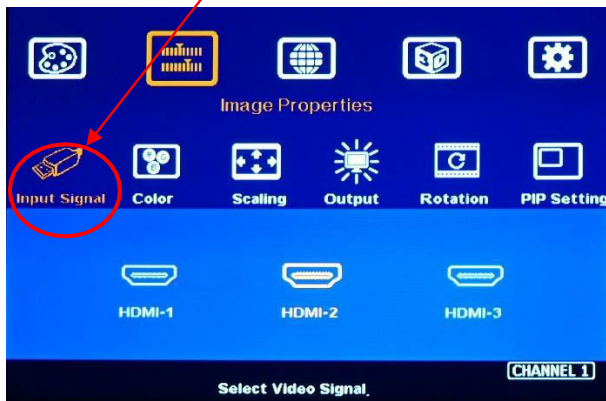 Image Properties
Input Signal Color Scaling Output Rotation PIP Setting
HDMI-1 HDMI-2 HDMI-3
CHANNEL 1
Select Video Signal